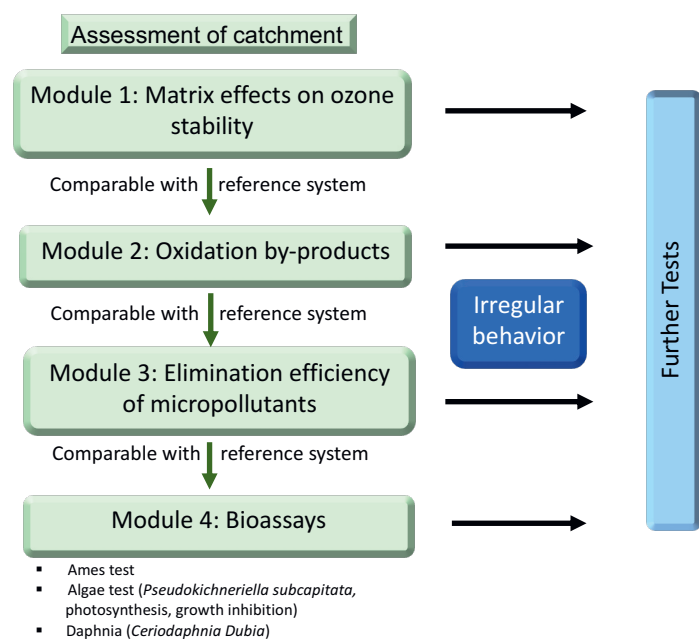 Assessment of catchment
Module 1: Matrix effects on ozone
stability
Comparable with reference system
Module 2: Oxidation by-products
Comparable with reference system
Module 3: Elimination efficiency
of micropollutants
Comparable with reference system
Module 4: Bioassays
▪ Ames test
▪ Algae test (Pseudokichneriella subcapitata,
photosynthesis, growth inhibition)
▪ Daphnia (Ceriodaphnia Dubia)
Irregular
behavior
Further Tests